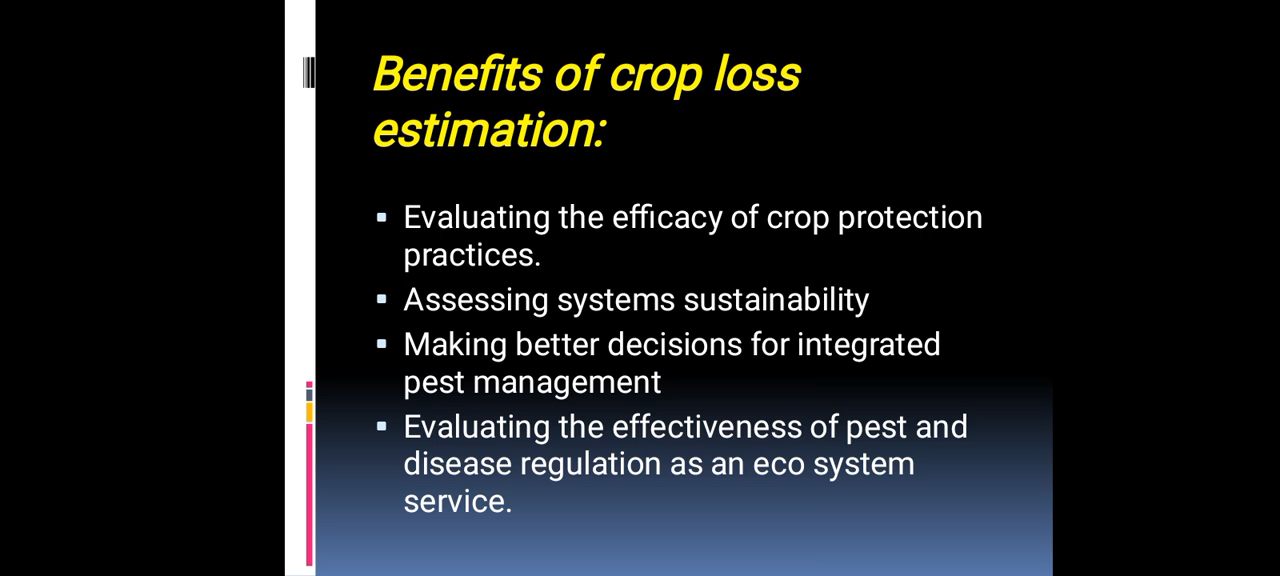 Benefits of crop loss
estimation:
▪ Evaluating the efficacy of crop protection
practices.
▪ Assessing systems sustainability
▪ Making better decisions for integrated
pest management
▪ Evaluating the effectiveness of pest and
disease regulation as an eco system
service.